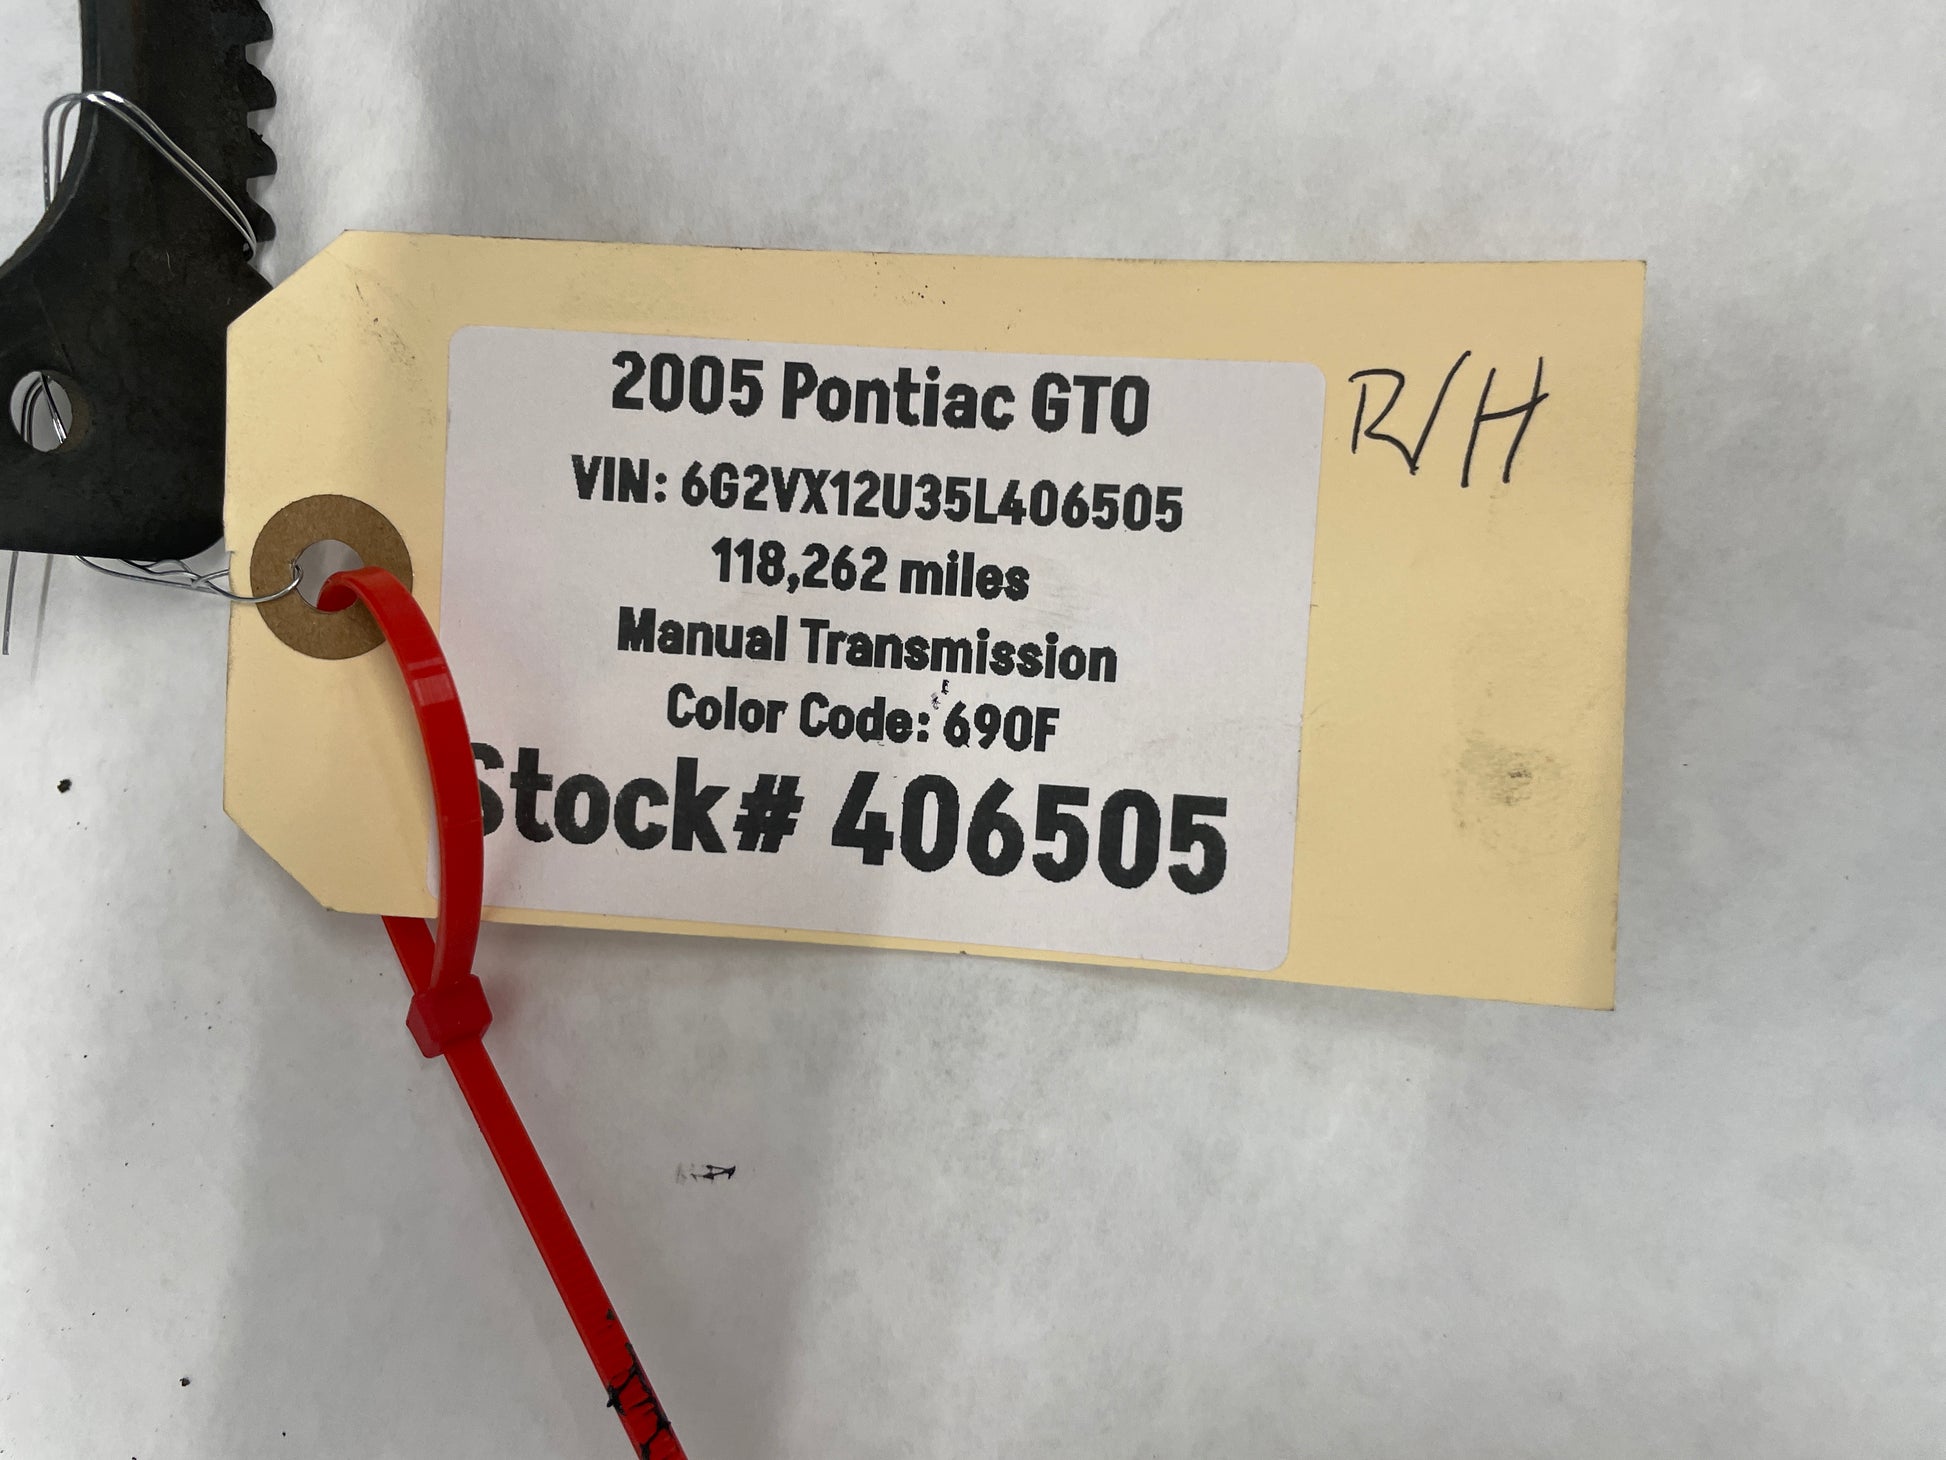 2005 Pontiac GTO
R/H
VIN: 6G2VX12U35L406505
118,262 miles
Manual Transmission
Color Code: 690F
Stock# 406505